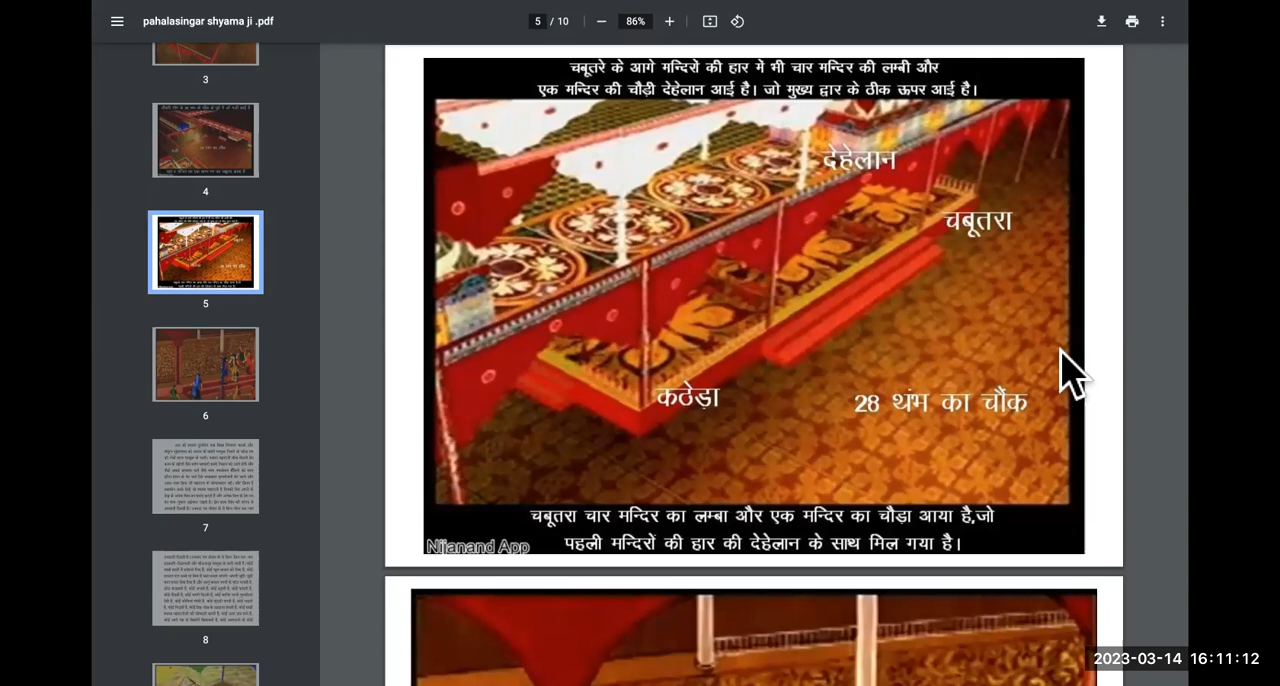 pahalasingar shyama ji .pdf
5 / 10
86%
3
4
5
6
7
8
चबूतरे के आगे मन्दिरों की हार में भी चार मन्दिर की लम्बी और
एक मन्दिर की चौड़ी देहेलान आई है। जो मुख्य द्वार के ठीक ऊपर आई है।
देहेलान
चबूतरा
कठेड़ा
28 थंभ का चौंक
चबूतरा चार मन्दिर का लम्बा और एक मन्दिर का चौड़ा आया है,जो
पहली मन्दिरों की हार की देहेलान के साथ मिल गया है।
Nijanand App
2023-03-14 16:11:12